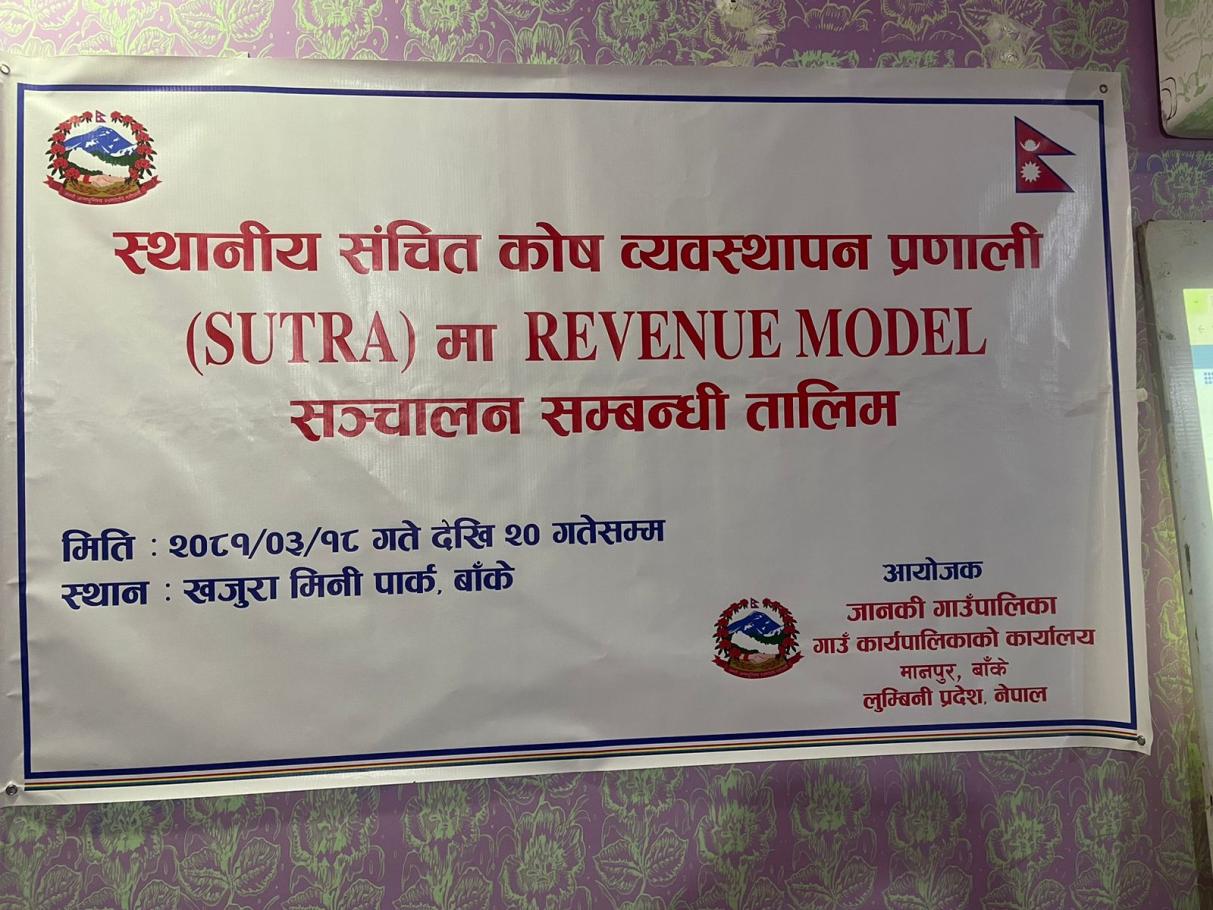 स्थानीय संचित कोष व्यवस्थापन प्रणाली
(SUTRA) मा REVENUE MODEL
सञ्चालन सम्बन्धी तालिम
मिति : २०८१/०३/१८ गते देखि २० गतेसम्म
स्थान : खजुरा मिनी पार्क, बाँके
आयोजक
जानकी गाउँपालिका
गाउँ कार्यपालिकाको कार्यालय
मानपुर, बाँके
लुम्बिनी प्रदेश, नेपाल